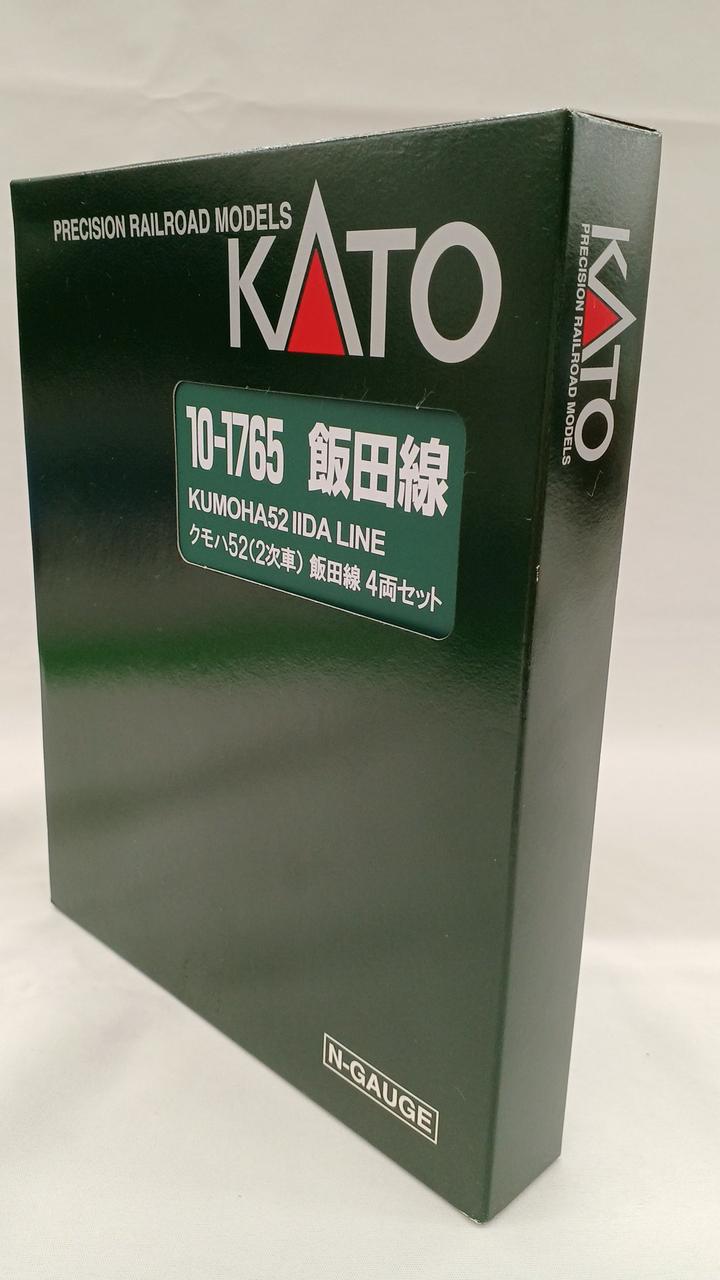 PRECISION RAILROAD MODELS
KATO
10-1765 飯田線
KUMOHA52 IIDA LINE
クモハ52(2次車) 飯田線 4両セット
N-GAUGE
KATO
PRECISION RAILROAD MODELS